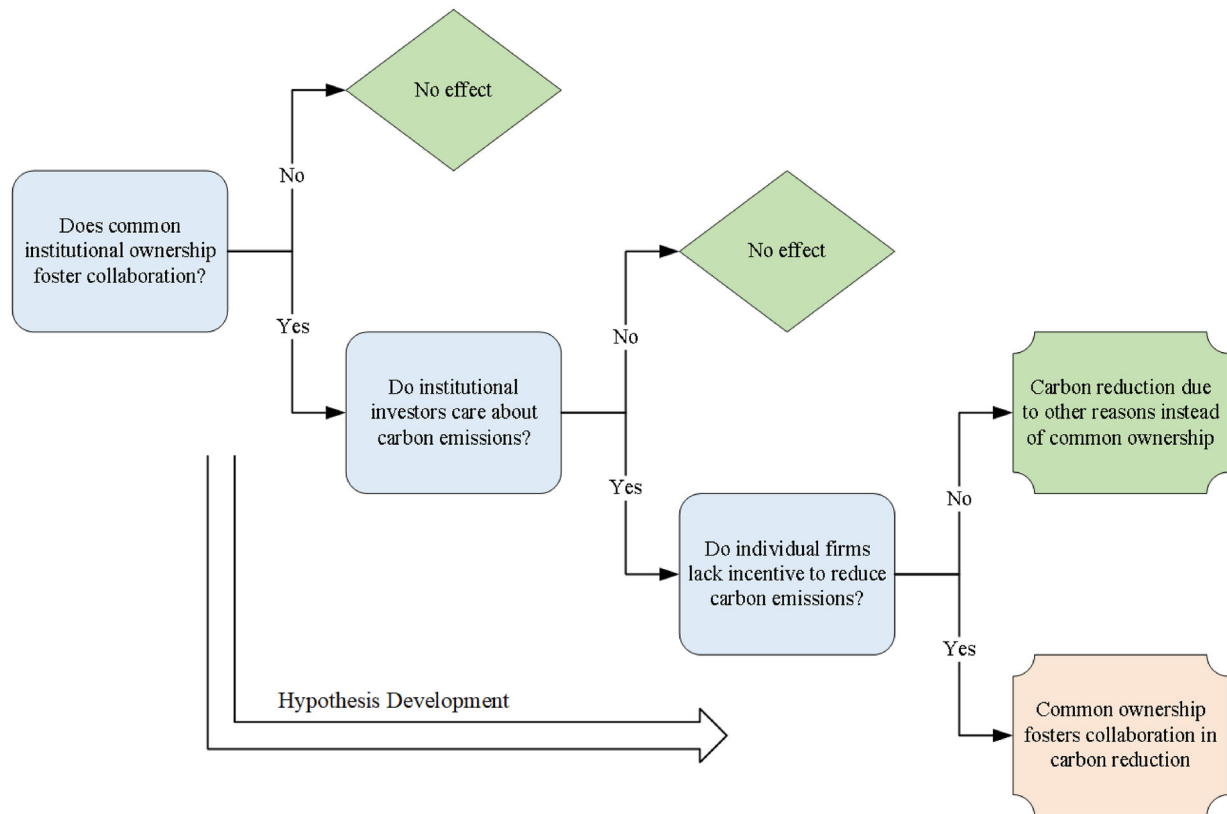 No effect
No
Does common
institutional ownership
foster collaboration?
Yes
No effect
No
Do institutional
investors care about
carbon emissions?
Yes
Carbon reduction due
to other reasons instead
of common ownership
No
Do individual firms
lack incentive to reduce
carbon emissions?
Yes
Hypothesis Development
Common ownership
fosters collaboration in
carbon reduction